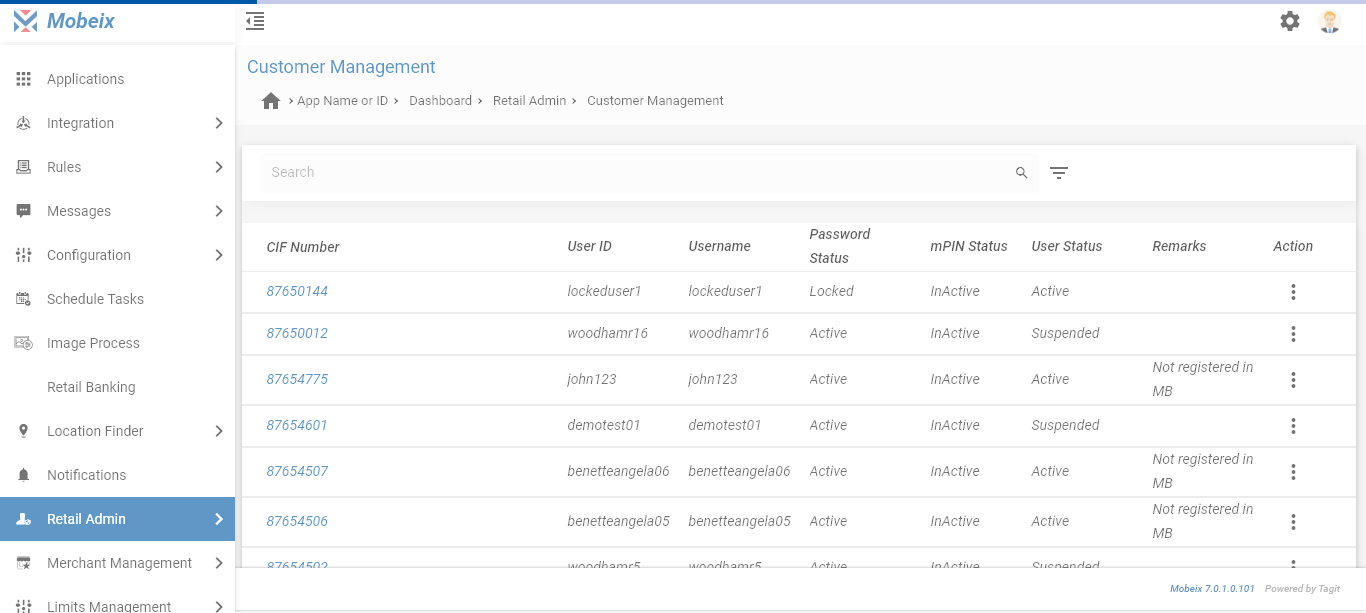 Mobeix
Applications
Integration
Rules
Messages
Configuration
Schedule Tasks
Image Process
Retail Banking
Location Finder
Notifications
Retail Admin
Merchant Management
Limits Management
Customer Management
App Name or ID Dashboard Retail Admin Customer Management
Search
CIF Number User ID Username Password Status mPIN Status User Status Remarks Action
87650144 lockeduser1 lockeduser1 Locked InActive Active
87650012 woodhamr16 woodhamr16 Active InActive Suspended
87654775 john123 john123 Active InActive Active Not registered in MB
87654601 demotest01 demotest01 Active InActive Suspended
87654507 benetteangela06 benetteangela06 Active InActive Active Not registered in MB
87654506 benetteangela05 benetteangela05 Active InActive Active Not registered in MB
87654502 woodhamr5 woodhamr5 Active InActive Suspended
Mobeix 7.0.1.0.101 Powered by Tagit